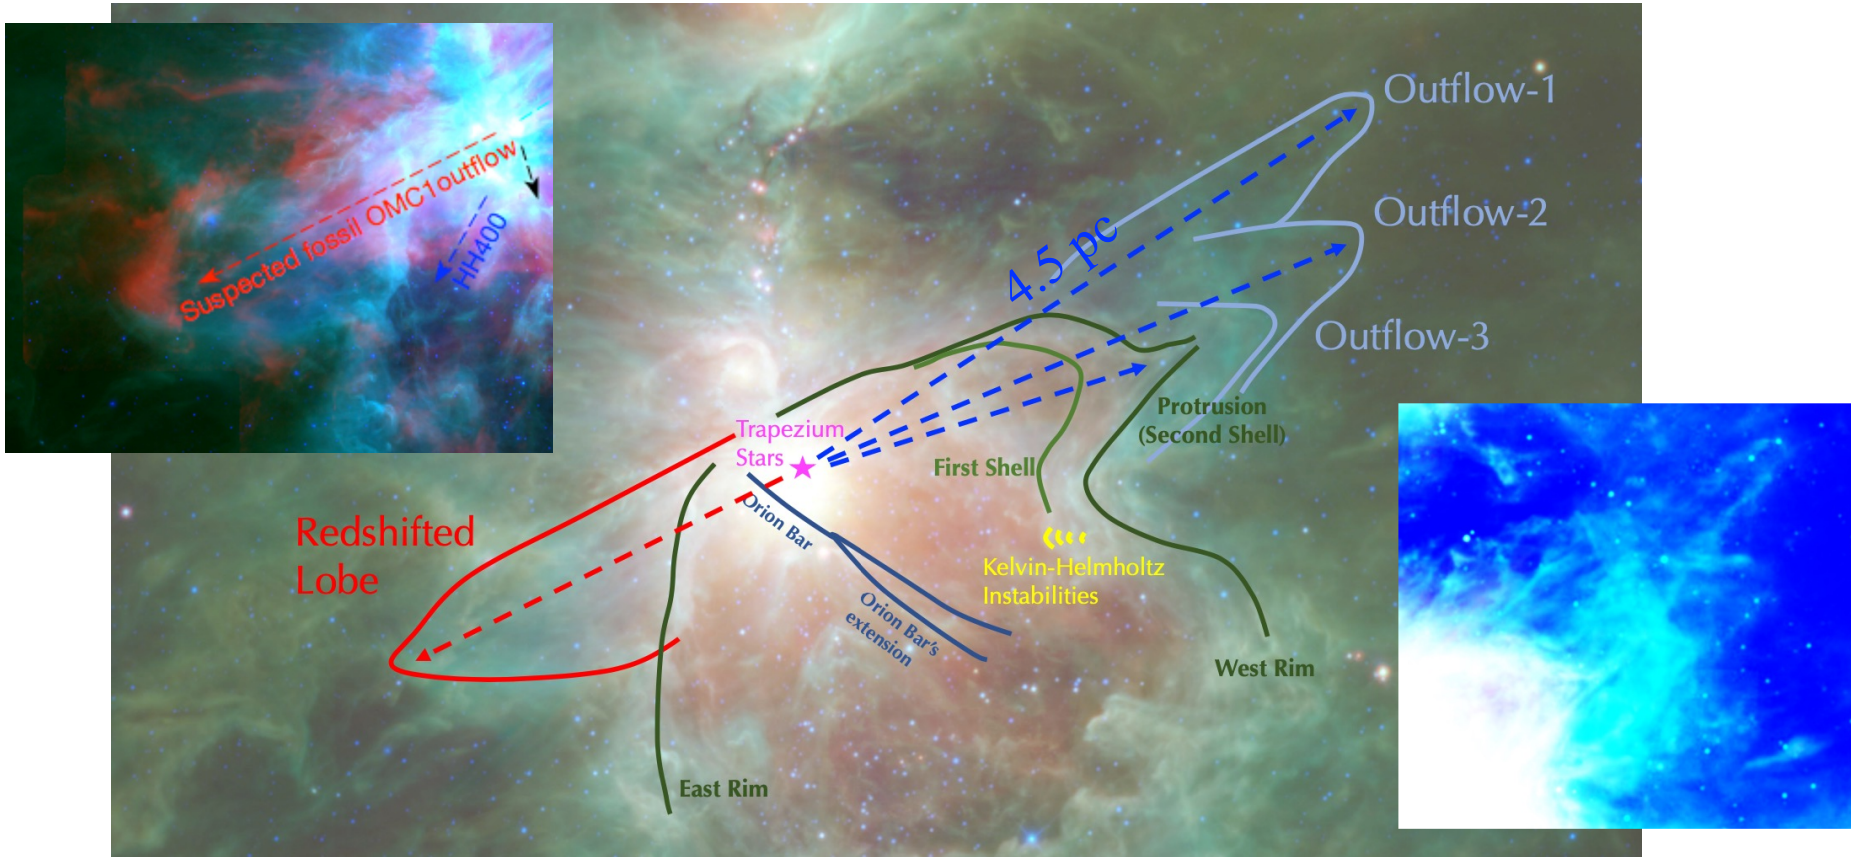 Suspected fossil OMC1outflow
HH400
Outflow-1
Outflow-2
Outflow-3
4.5 pc
Protrusion
(Second Shell)
Trapezium
Stars
First Shell
Orion Bar
Redshifted
Lobe
Kelvin-Helmholtz
Instabilities
Orion Bar's
extension
West Rim
East Rim